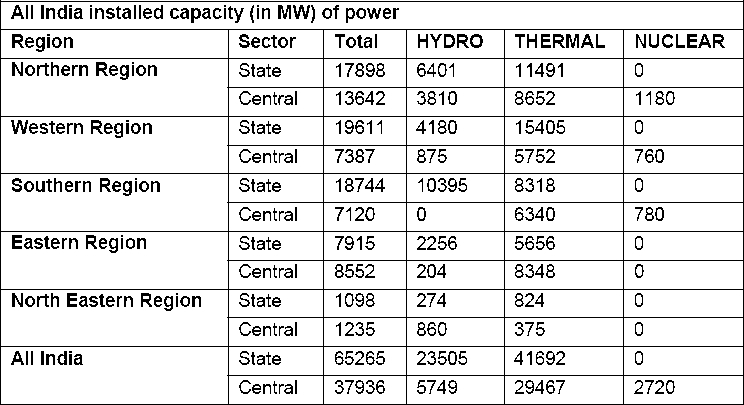 All India installed capacity (in MW) of power
Region Sector Total HYDRO THERMAL NUCLEAR
Northern Region State 17898 6401 11491 0
Central 13642 3810 8652 1180
Western Region State 19611 4180 15405 0
Central 7387 875 5752 760
Southern Region State 18744 10395 8318 0
Central 7120 0 6340 780
Eastern Region State 7915 2256 5656 0
Central 8552 204 8348 0
North Eastern Region State 1098 274 824 0
Central 1235 860 375 0
All India State 65265 23505 41692 0
Central 37936 5749 29467 2720